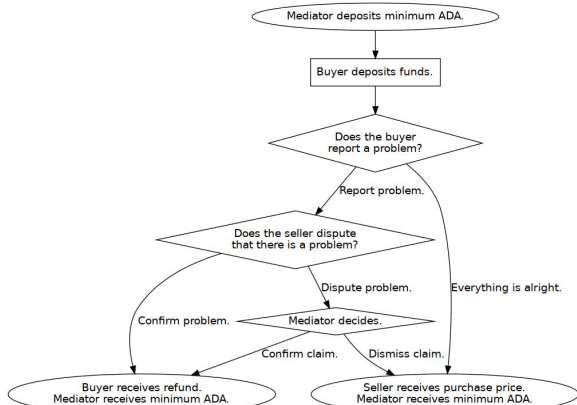 Mediator deposits minimum ADA.
Buyer deposits funds.
Does the buyer
report a problem?
Report problem.
Does the seller dispute
that there is a problem?
Dispute problem.
Everything is alright.
Confirm problem.
Mediator decides.
Confirm claim.
Dismiss claim.
Buyer receives refund.
Mediator receives minimum ADA.
Seller receives purchase price.
Mediator receives minimum ADA.